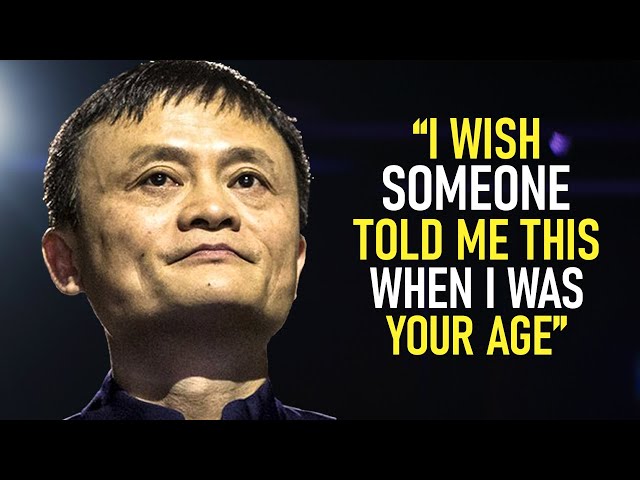 “I WISH
SOMEONE
TOLD ME THIS
WHEN I WAS
YOUR AGE”